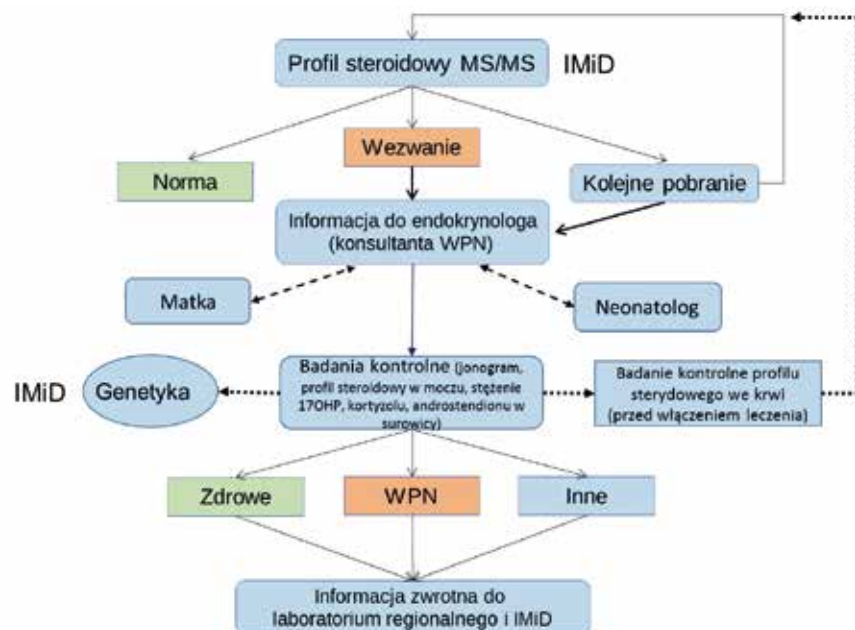 Profil steroidowy MS/MS
IMiD
Norma
Wezwanie
Kolejne pobranie
Informacja do endokrynologa
(konsultanta WPN)
Matka
Neonatolog
IMiD
Genetyka
Badania kontrolne (jonogram,
profil steroidowy w moczu, stężenie
17OHP, kortyzolu, androstendionu w
surowicy)
Badanie kontrolne profilu
sterydowego we krwi
(przed włączeniem leczenia)
Zdrowe
WPN
Inne
Informacja zwrotna do
laboratorium regionalnego i IMiD